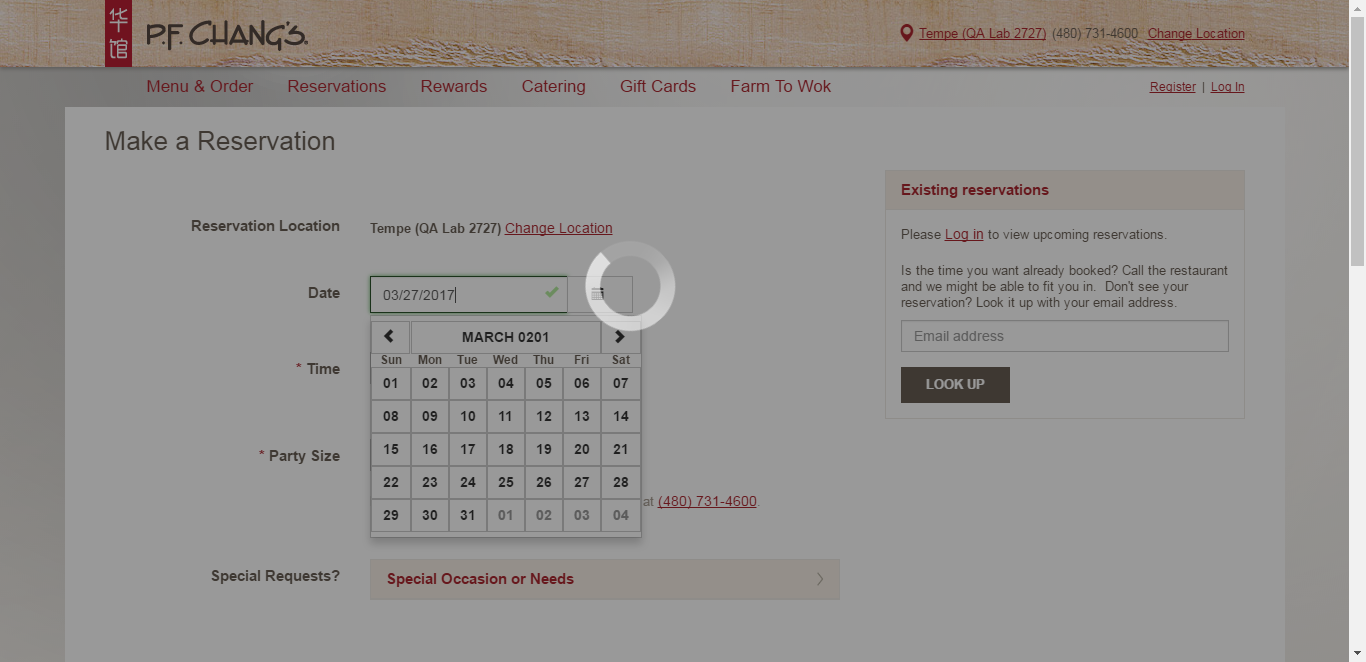 华
馆
P.F. CHANG'S.
Tempe (QA Lab 2727) (480) 731-4600 Change Location
Menu & Order Reservations Rewards Catering Gift Cards Farm To Wok
Register | Log In
Make a Reservation
Reservation Location
Tempe (QA Lab 2727) Change Location
Date
03/27/2017
MARCH 0201
Sun Mon Tue Wed Thu Fri Sat
01 02 03 04 05 06 07
08 09 10 11 12 13 14
15 16 17 18 19 20 21
22 23 24 25 26 27 28
29 30 31 01 02 03 04
* Time
* Party Size
at (480) 731-4600.
Special Requests?
Special Occasion or Needs
Existing reservations
Please Log in to view upcoming reservations.
Is the time you want already booked? Call the restaurant
and we might be able to fit you in. Don't see your
reservation? Look it up with your email address.
Email address
LOOK UP